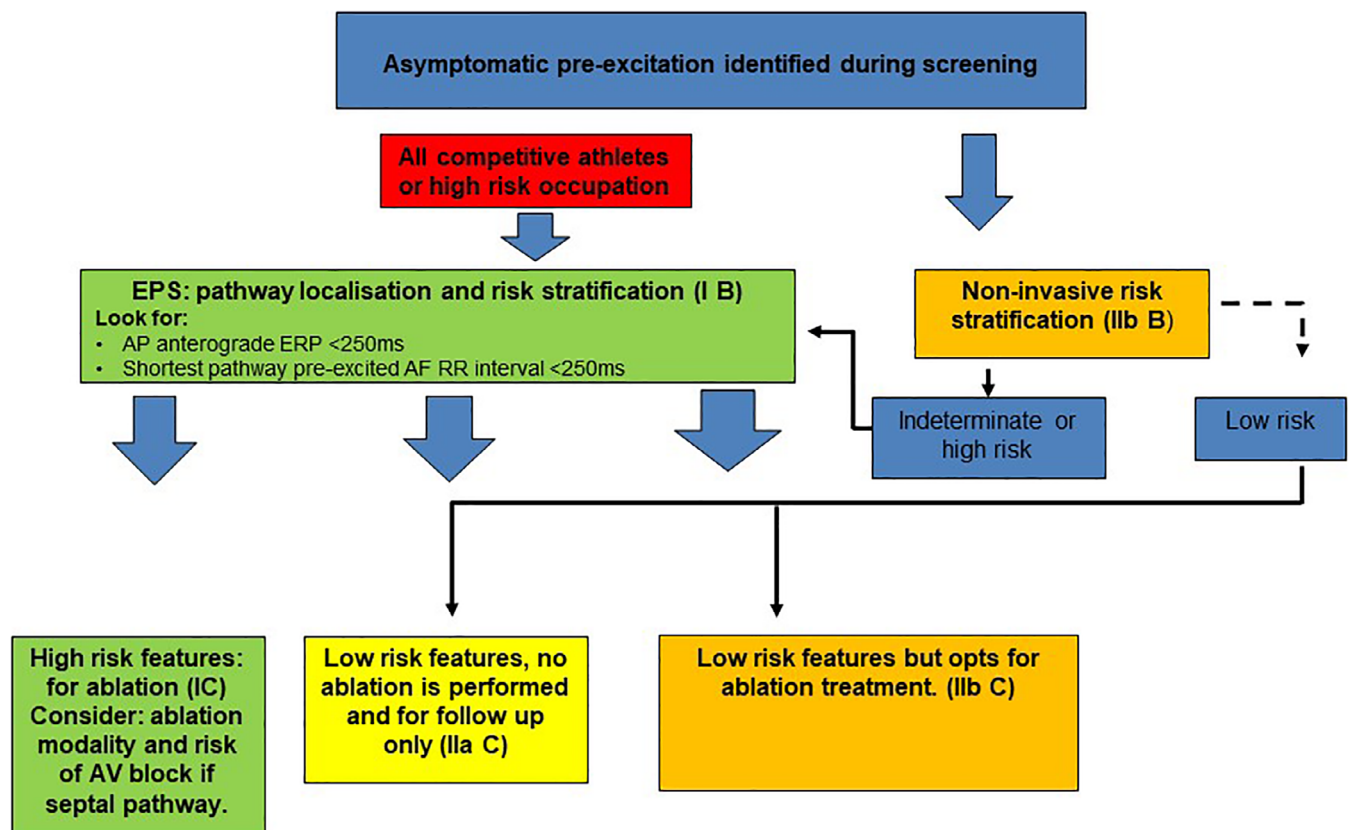 Asymptomatic pre-excitation identified during screening
All competitive athletes
or high risk occupation
EPS: pathway localisation and risk stratification (I B)
Look for:
• AP anterograde ERP <250ms
• Shortest pathway pre-excited AF RR interval <250ms
Non-invasive risk
stratification (IIb B)
Indeterminate or
high risk
Low risk
High risk features:
for ablation (IC)
Consider: ablation
modality and risk
of AV block if
septal pathway.
Low risk features, no
ablation is performed
and for follow up
only (IIa C)
Low risk features but opts for
ablation treatment. (IIb C)